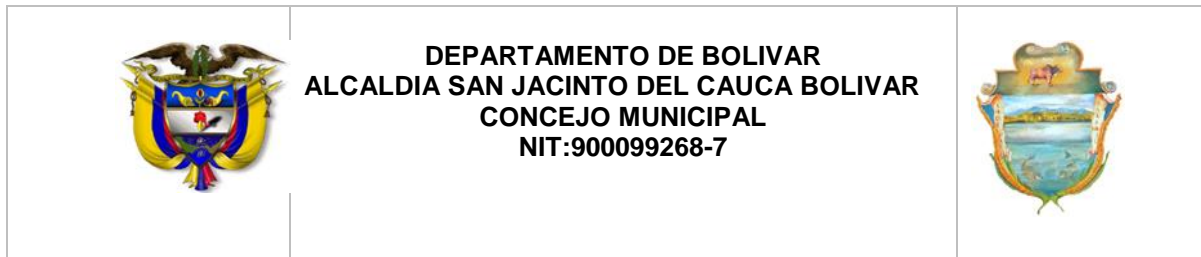 DEPARTAMENTO DE BOLIVAR
ALCALDIA SAN JACINTO DEL CAUCA BOLIVAR
CONCEJO MUNICIPAL
NIT:900099268-7